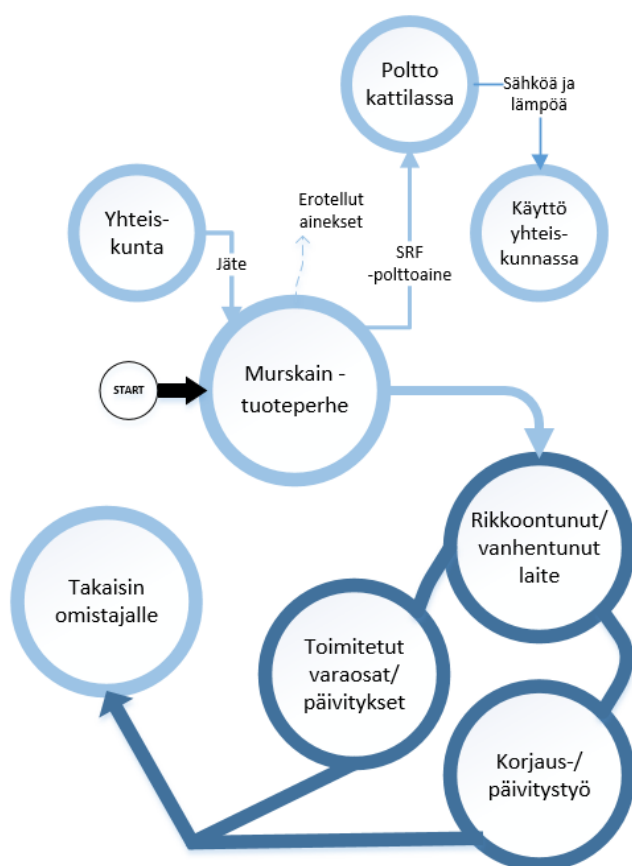 Poltto
kattilassa
Sähköä ja
lämpöä
Yhteis-
kunta
Erotellut
ainekset
Käyttö
yhteis-
kunnassa
Jäte
SRF
-polttoaine
START
Murskain -
tuoteperhe
Rikkoontunut/
vanhentunut
laite
Takaisin
omistajalle
Toimitetut
varaosat/
päivitykset
Korjaus-/
päivitystyö